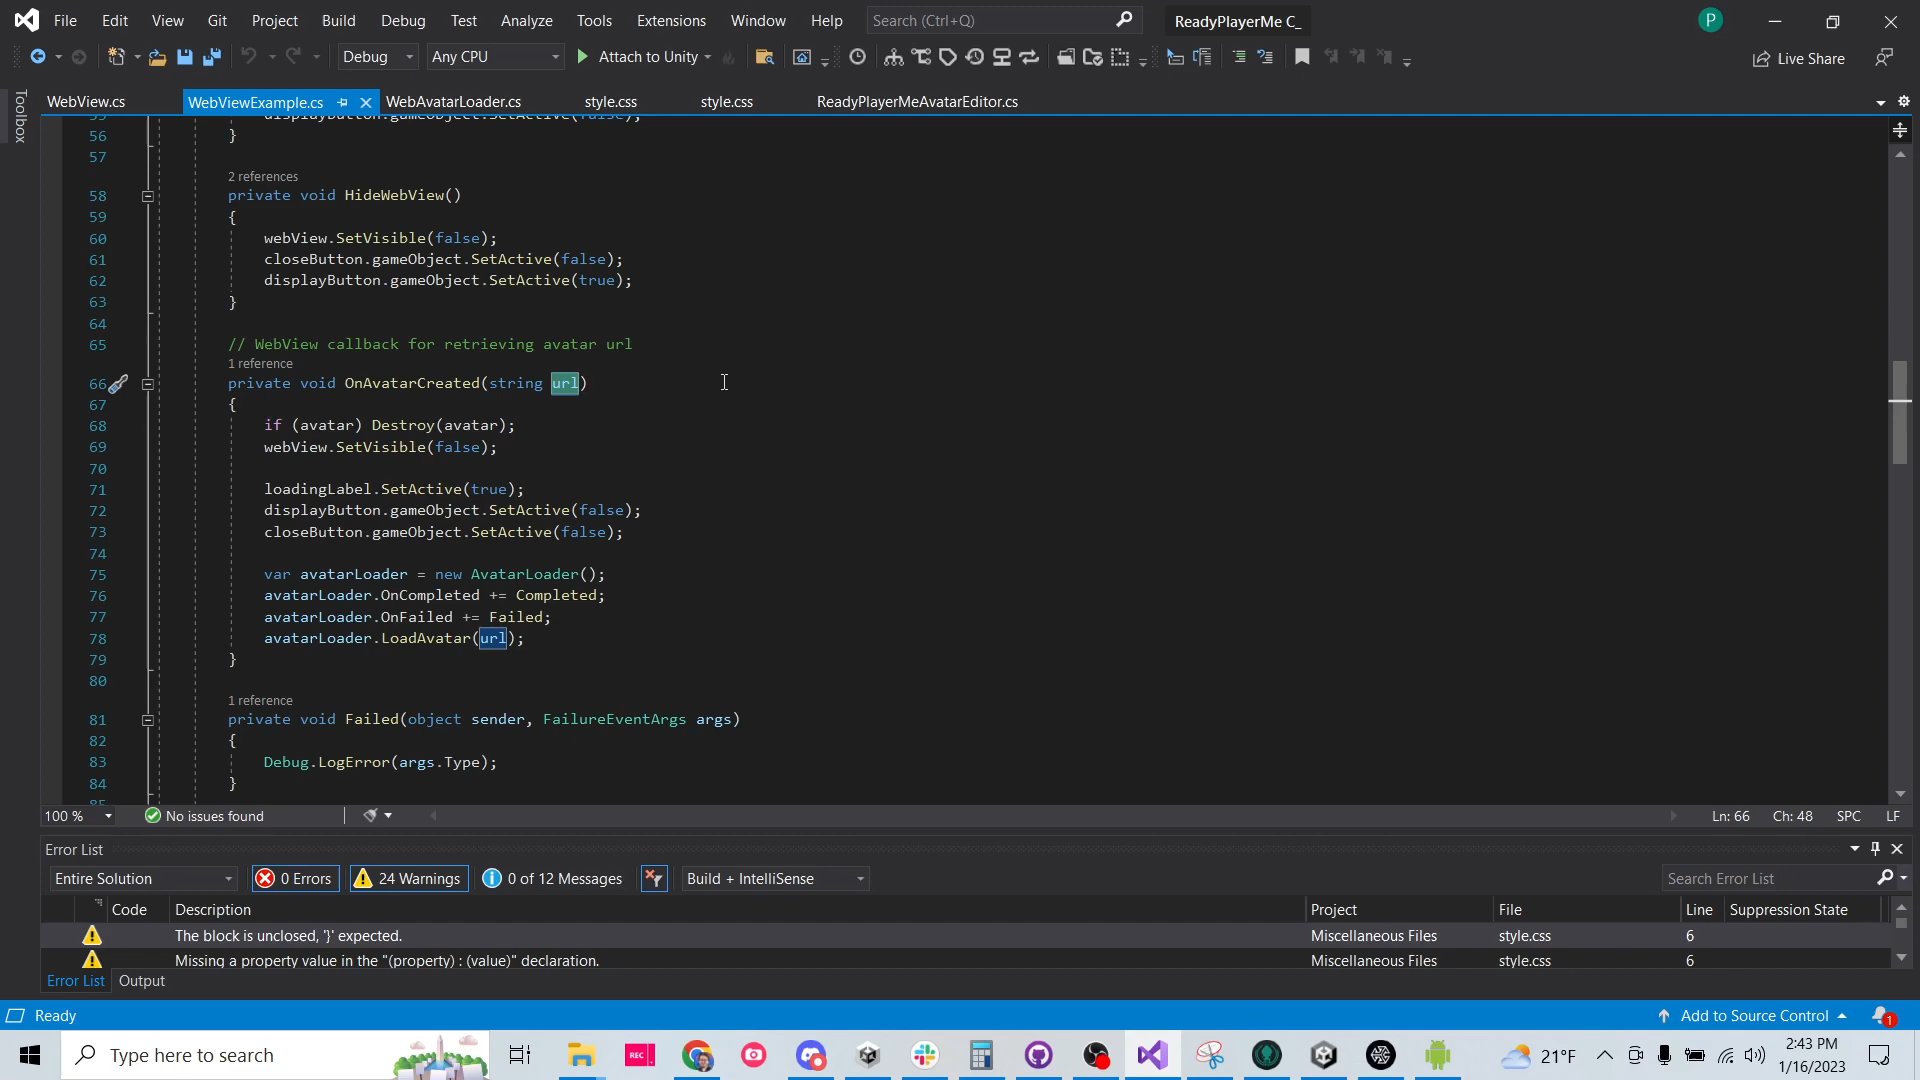 File Edit View Git Project Build Debug Test Analyze Tools Extensions Window Help Search (Ctrl+Q) ReadyPlayerMe C_ P
Debug Any CPU Attach to Unity Live Share
Toolbox
WebView.cs WebViewExample.cs WebAvatarLoader.cs style.css style.css ReadyPlayerMeAvatarEditor.cs
55 displayButton.gameObject.SetActive(false);
56 }
57
2 references
58 private void HideWebView()
59 {
60 webView.SetVisible(false);
61 closeButton.gameObject.SetActive(false);
62 displayButton.gameObject.SetActive(true);
63 }
64
65 // WebView callback for retrieving avatar url
1 reference
66 private void OnAvatarCreated(string url)
67 {
68 if (avatar) Destroy(avatar);
69 webView.SetVisible(false);
70
71 loadingLabel.SetActive(true);
72 displayButton.gameObject.SetActive(false);
73 closeButton.gameObject.SetActive(false);
74
75 var avatarLoader = new AvatarLoader();
76 avatarLoader.OnCompleted += Completed;
77 avatarLoader.OnFailed += Failed;
78 avatarLoader.LoadAvatar(url);
79 }
80
1 reference
81 private void Failed(object sender, FailureEventArgs args)
82 {
83 Debug.LogError(args.Type);
84 }
85
100 % No issues found Ln: 66 Ch: 48 SPC LF
Error List
Entire Solution 0 Errors 24 Warnings 0 of 12 Messages Build + IntelliSense Search Error List
Code Description Project File Line Suppression State
The block is unclosed, '}' expected. Miscellaneous Files style.css 6
Missing a property value in the "(property) : (value)" declaration. Miscellaneous Files style.css 6
Error List Output
Ready Add to Source Control 1
Type here to search REC 21°F 2:43 PM
1/16/2023